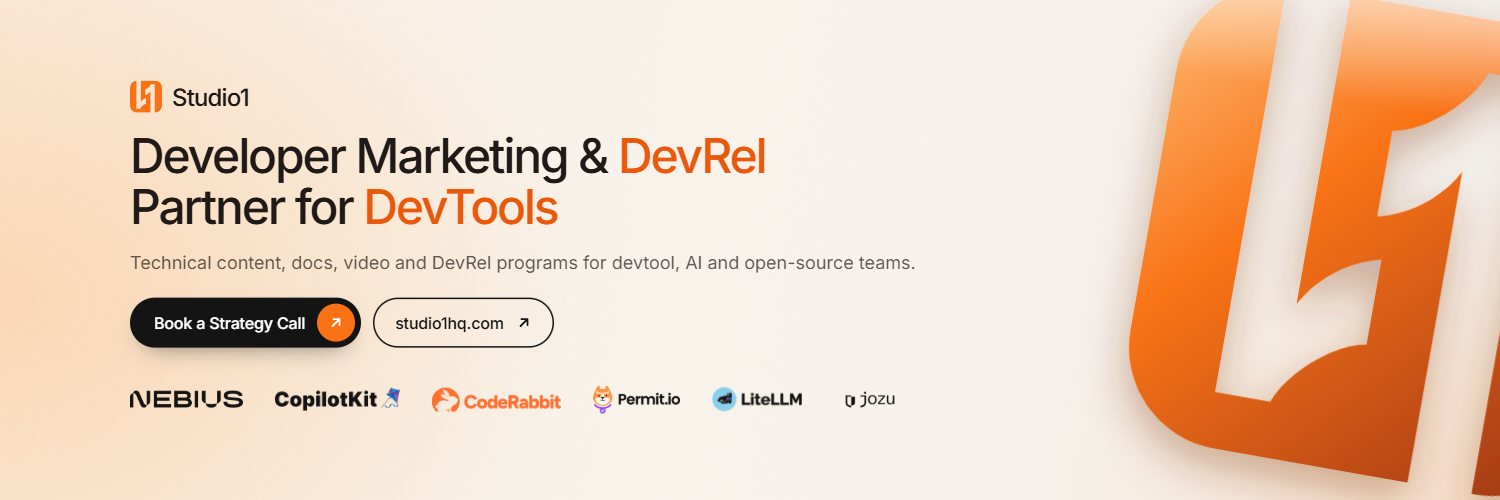 Studio1
Developer Marketing & DevRel
Partner for DevTools
Technical content, docs, video and DevRel programs for devtool, AI and open-source teams.
Book a Strategy Call
studio1hq.com
NEBIUS CopilotKit CodeRabbit Permit.io LiteLLM jozu